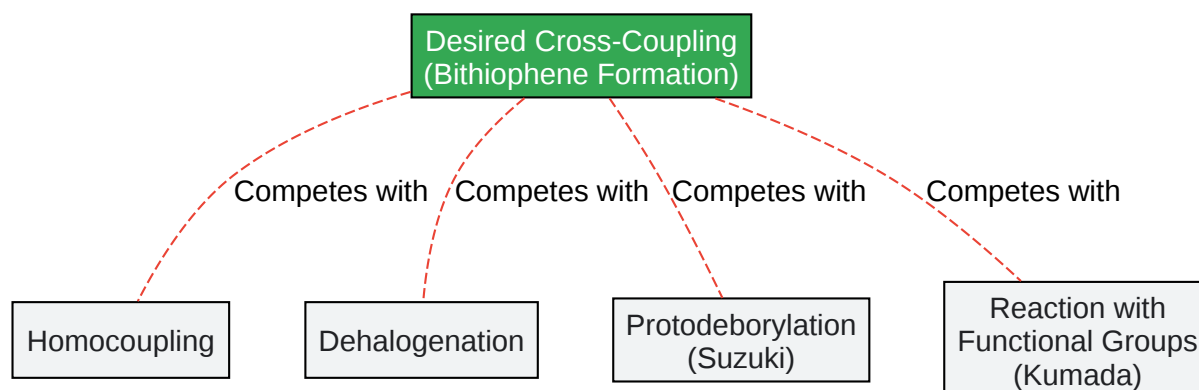 Desired Cross-Coupling
(Bithiophene Formation)
Competes with
Competes with
Competes with
Competes with
Homocoupling
Dehalogenation
Protodeborylation
(Suzuki)
Reaction with
Functional Groups
(Kumada)